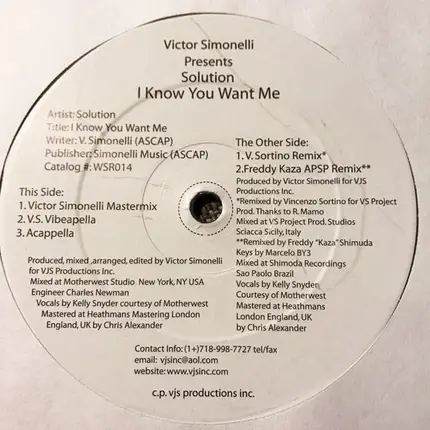 Victor Simonelli
Presents
Solution
I Know You Want Me
Artist: Solution
Title: I Know You Want Me
Writer: V. Simonelli (ASCAP)
Publisher: Simonelli Music (ASCAP)
Catalog #: WSR014
This Side:
1. Victor Simonelli Mastermix
2. V.S. Vibeapella
3. Acappella
Produced, mixed ,arranged, edited by Victor Simonelli
for VJS Productions Inc.
Mixed at Motherwest Studio New York, NY USA
Engineer Charles Newman
Vocals by Kelly Snyder courtesy of Motherwest
Mastered at Heathmans Mastering London
England, UK by Chris Alexander
The Other Side:
1. V. Sortino Remix*
2.Freddy Kaza APSP Remix**
Produced by Victor Simonelli for VJS
Productions Inc.
*Remixed by Vincenzo Sortino for VS Project
Prod. Thanks to R. Mamo
Mixed at VS Project Prod. Studios
Sciacca Sicily, Italy
**Remixed by Freddy "Kaza" Shimuda
Keys by Marcelo BY3
Mixed at Shimoda Recordings
Sao Paolo Brazil
Vocals by Kelly Snyder
Courtesy of Motherwest
Mastered at Heathmans
London England, UK
by Chris Alexander
Contact Info: (1+)718-998-7727 tel/fax
email: vjsinc@aol.com
website: www.vjsinc.com
c.p. vjs productions inc.